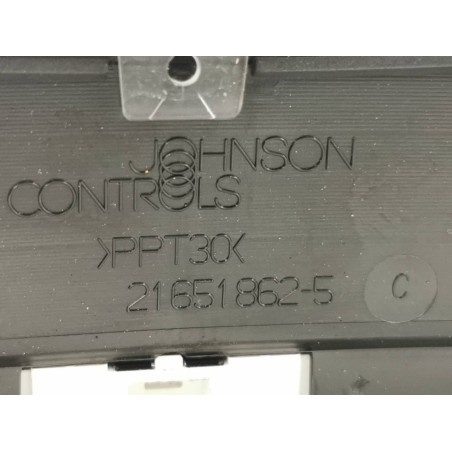 JOHNSON
CONTROLS
>PPT30<
21651862-5
C